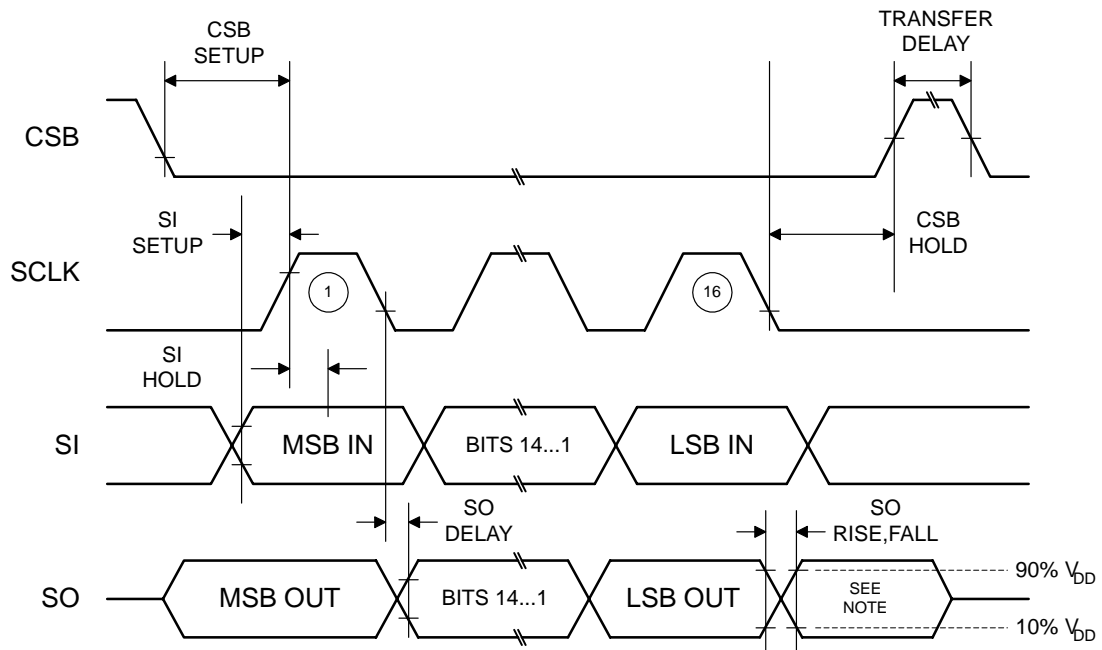 CSB
SETUP
TRANSFER
DELAY
CSB
SI
SETUP
CSB
HOLD
SCLK
1
16
SI
HOLD
SI
MSB IN
BITS 14...1
LSB IN
SO
DELAY
SO
RISE,FALL
SO
MSB OUT
BITS 14...1
LSB OUT
SEE
NOTE
90% VDD
10% VDD